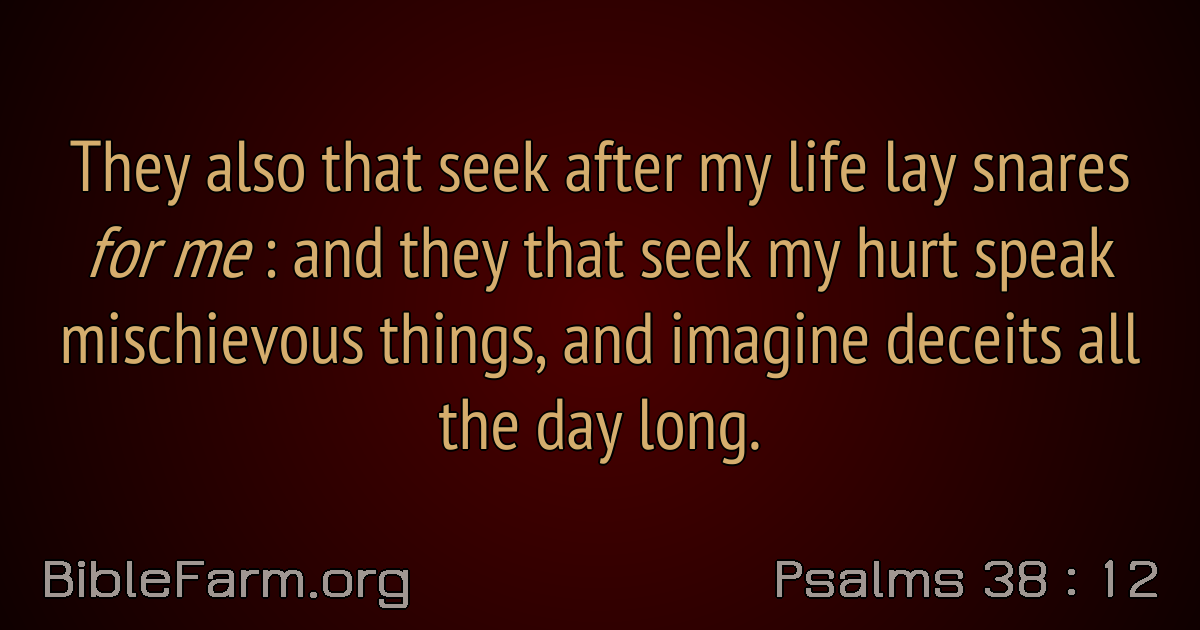 They also that seek after my life lay snares
for me : and they that seek my hurt speak
mischievous things, and imagine deceits all
the day long.
BibleFarm.org
Psalms 38 : 12